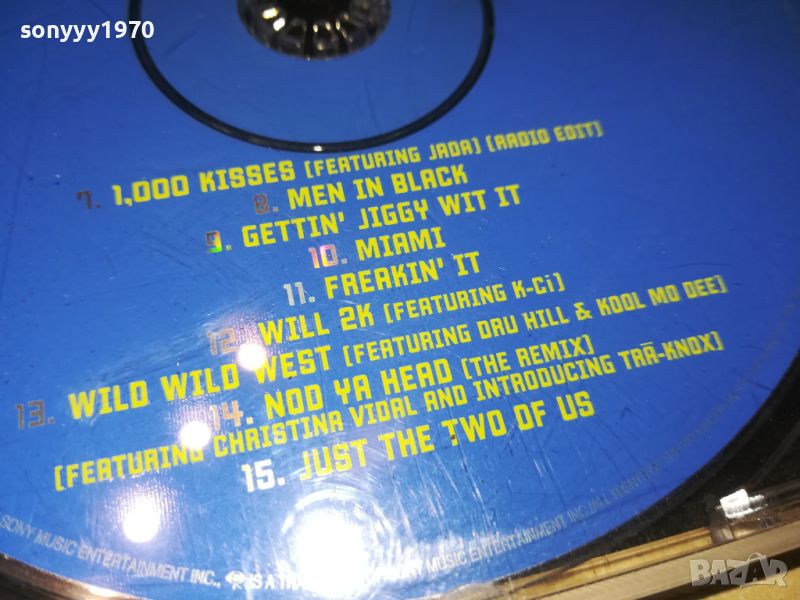 sonyyy1970
7. 1,000 KISSES [FEATURING JADA] [RADIO EDIT]
8. MEN IN BLACK
9. GETTIN' JIGGY WIT IT
10. MIAMI
11. FREAKIN' IT
12. WILL 2K [FEATURING K-Ci]
13. WILD WILD WEST [FEATURING DRU HILL & KOOL MO DEE]
14. NOD YA HEAD [THE REMIX]
[FEATURING CHRISTINA VIDAL AND INTRODUCING TRĀ-KNOX]
15. JUST THE TWO OF US
SONY MUSIC ENTERTAINMENT INC., IS A MUSIC ENTERTAINMENT INC.
BAZAR